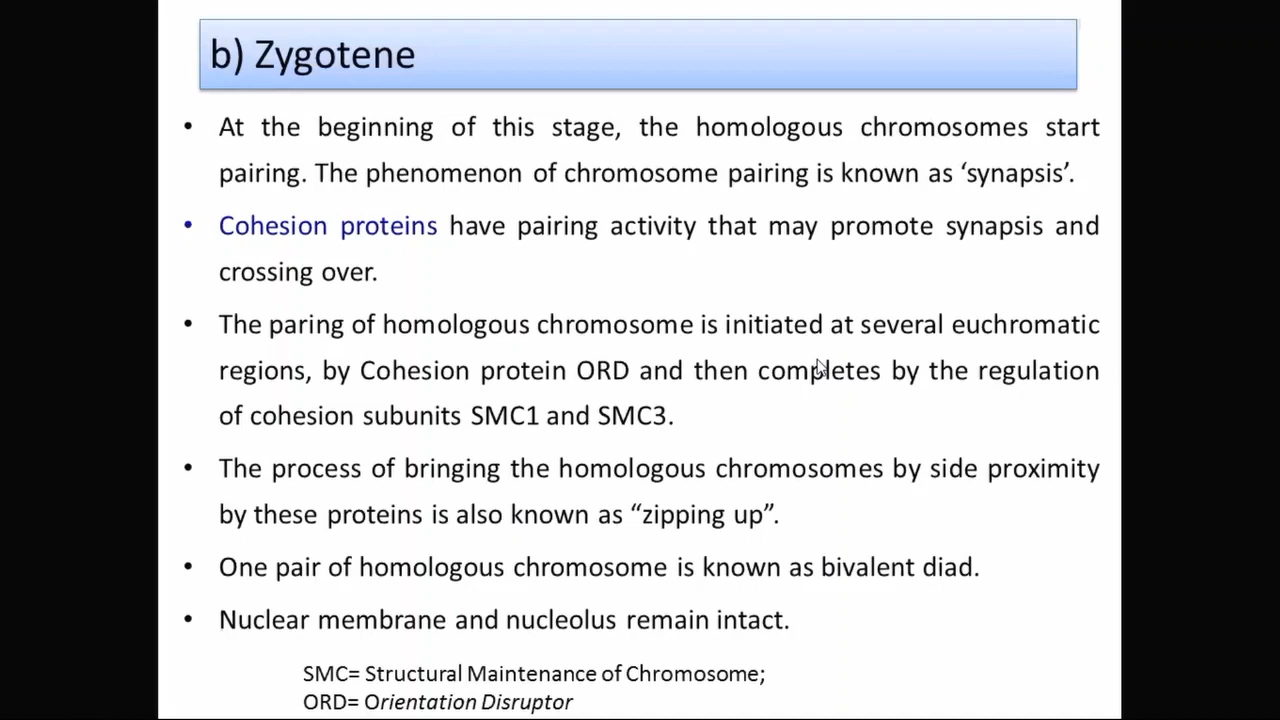 b) Zygotene
• At the beginning of this stage, the homologous chromosomes start
pairing. The phenomenon of chromosome pairing is known as ‘synapsis’.
• Cohesion proteins have pairing activity that may promote synapsis and
crossing over.
• The paring of homologous chromosome is initiated at several euchromatic
regions, by Cohesion protein ORD and then completes by the regulation
of cohesion subunits SMC1 and SMC3.
• The process of bringing the homologous chromosomes by side proximity
by these proteins is also known as “zipping up”.
• One pair of homologous chromosome is known as bivalent diad.
• Nuclear membrane and nucleolus remain intact.
SMC= Structural Maintenance of Chromosome;
ORD= Orientation Disruptor